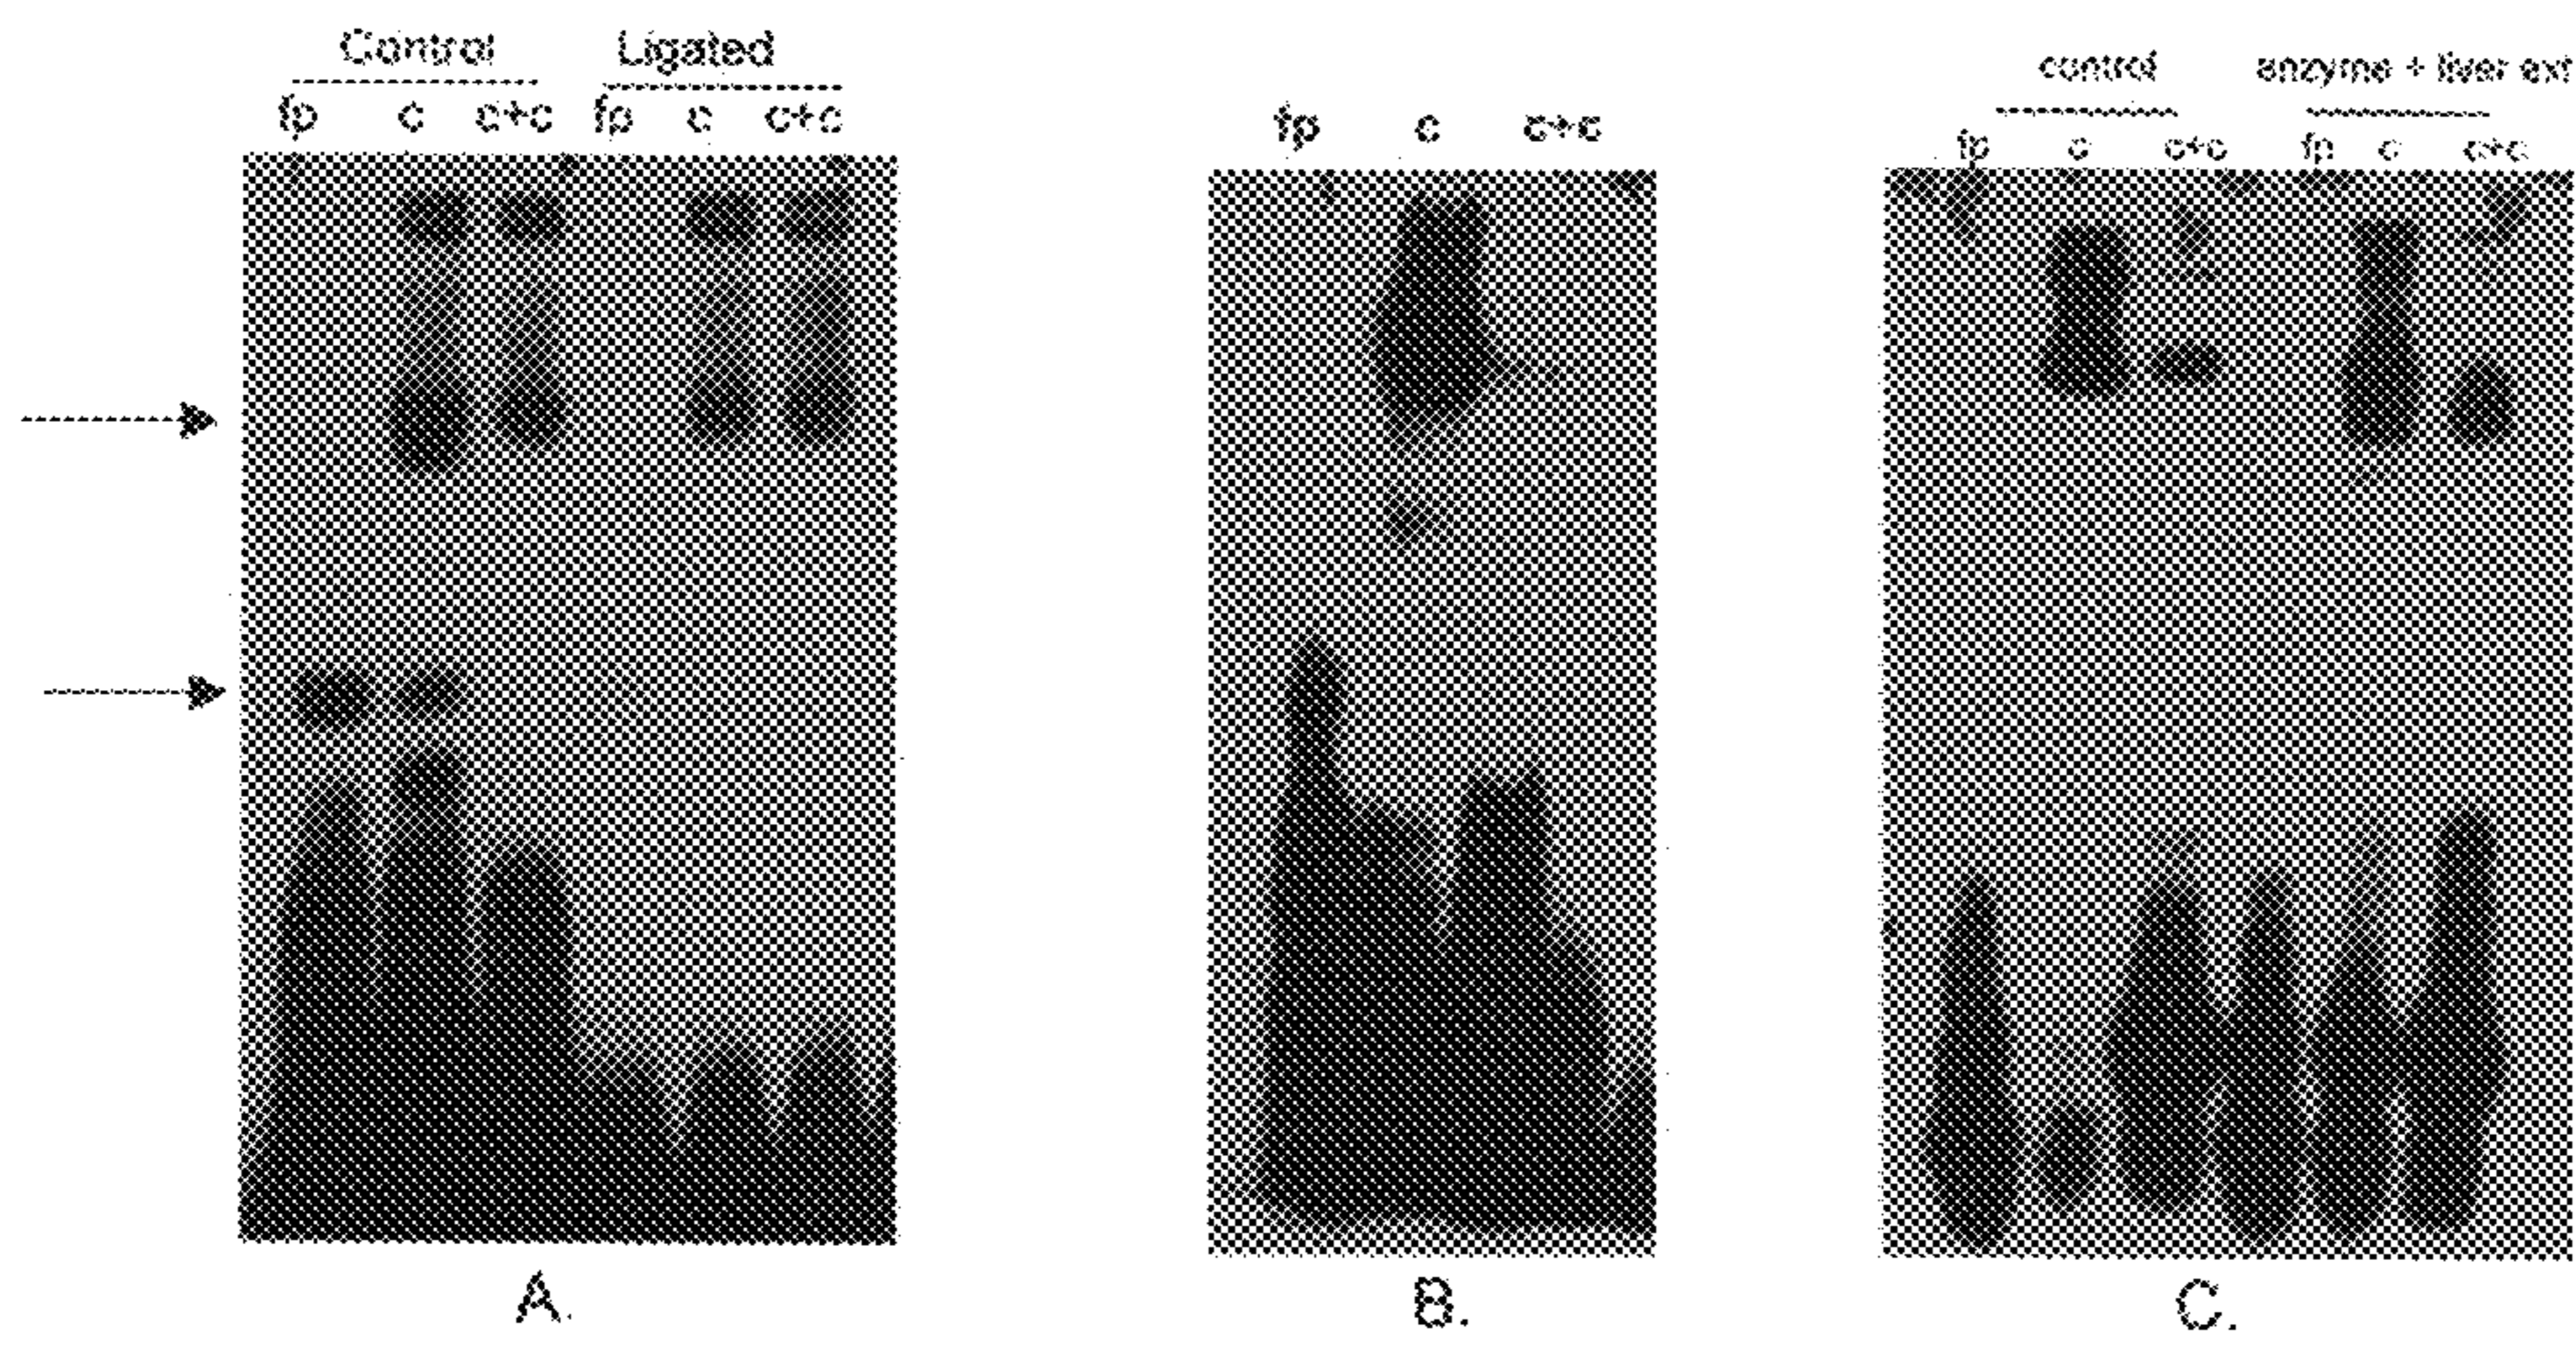 Control Ligated
fp c c+c fp c c+c
fp c c+c
control enzyme + liver ext
fp c c+c fp c c+c
A. B. C.